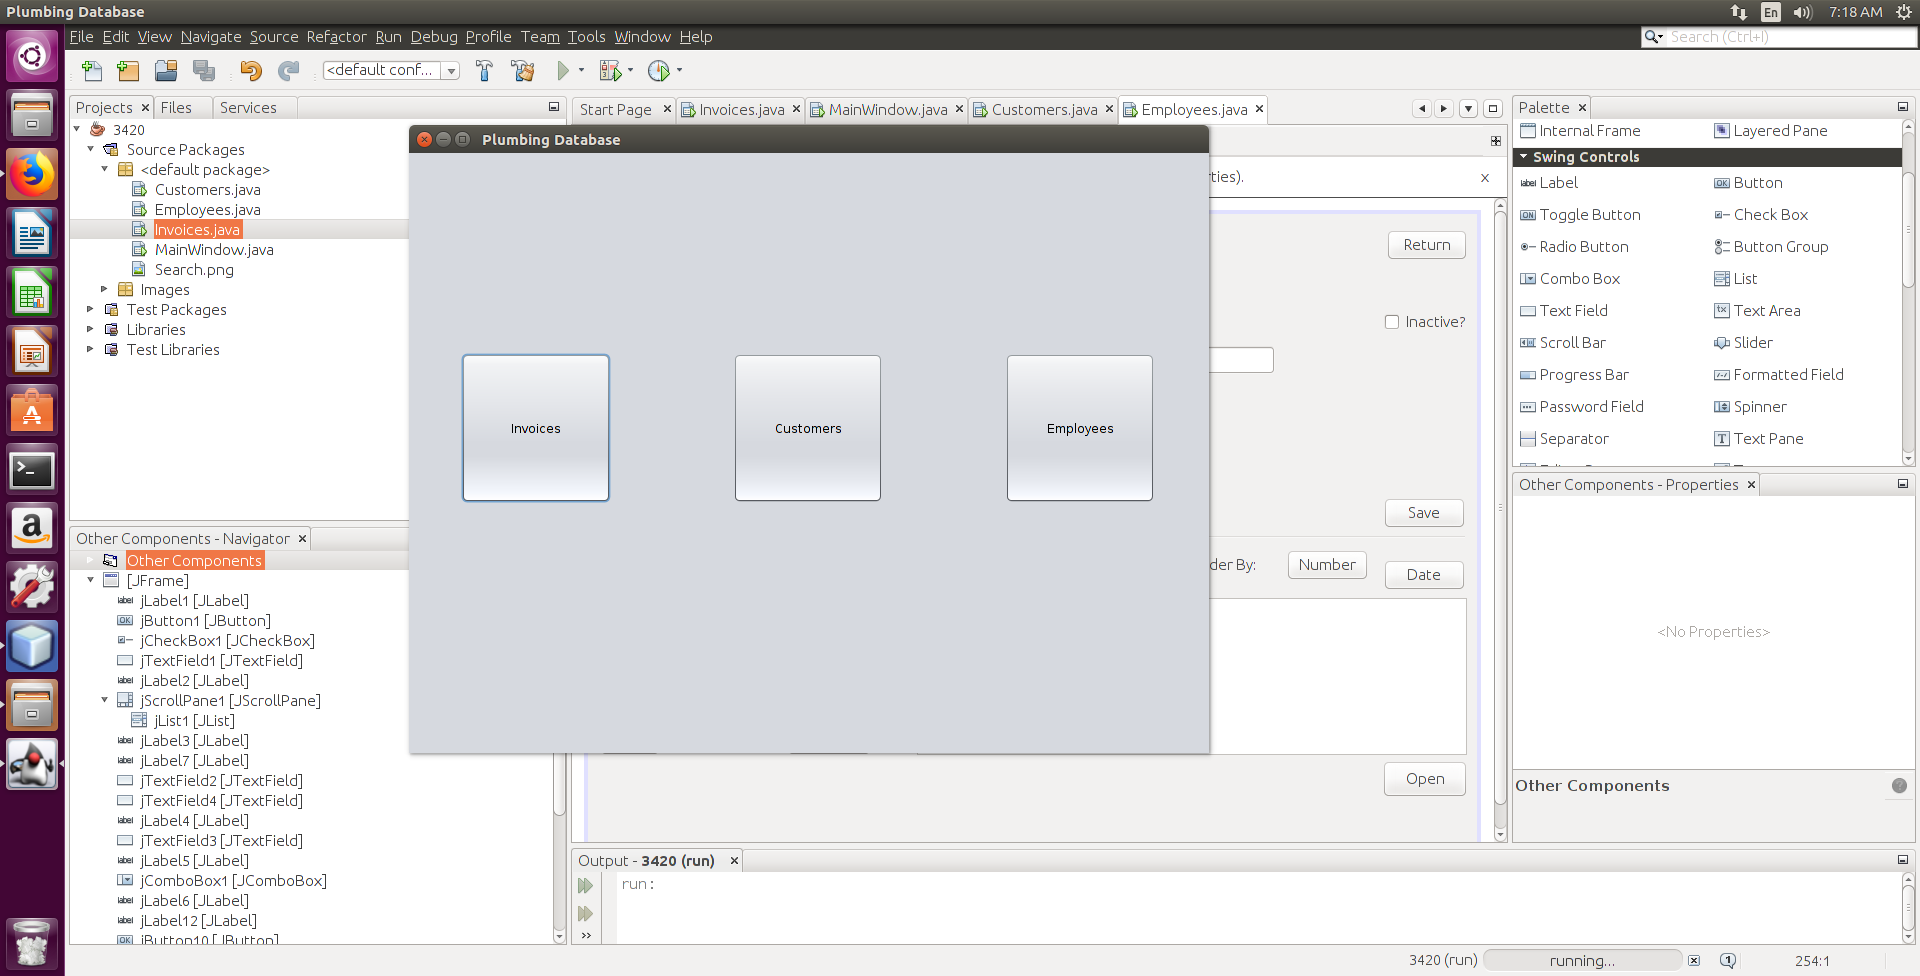 Plumbing Database
En
7:18 AM
File Edit View Navigate Source Refactor Run Debug Profile Team Tools Window Help
Search (Ctrl+I)
<default conf...
Projects Files Services
Start Page Invoices.java MainWindow.java Customers.java Employees.java
Palette
3420
Source Packages
<default package>
Customers.java
Employees.java
Invoices.java
MainWindow.java
Search.png
Images
Test Packages
Libraries
Test Libraries
Plumbing Database
Invoices
Customers
Employees
ties).
x
Return
Inactive?
Save
der By:
Number
Date
Open
Internal Frame Layered Pane
Swing Controls
Label Button
Toggle Button Check Box
Radio Button Button Group
Combo Box List
Text Field Text Area
Scroll Bar Slider
Progress Bar Formatted Field
Password Field Spinner
Separator Text Pane
Other Components - Properties
<No Properties>
Other Components
Other Components - Navigator
Other Components
[JFrame]
jLabel1 [JLabel]
jButton1 [JButton]
jCheckBox1 [JCheckBox]
jTextField1 [JTextField]
jLabel2 [JLabel]
jScrollPane1 [JScrollPane]
jList1 [JList]
jLabel3 [JLabel]
jLabel7 [JLabel]
jTextField2 [JTextField]
jTextField4 [JTextField]
jLabel4 [JLabel]
jTextField3 [JTextField]
jLabel5 [JLabel]
jComboBox1 [JComboBox]
jLabel6 [JLabel]
jLabel12 [JLabel]
jButton10 [JButton]
Output - 3420 (run)
run:
3420 (run)
running...
1
254:1